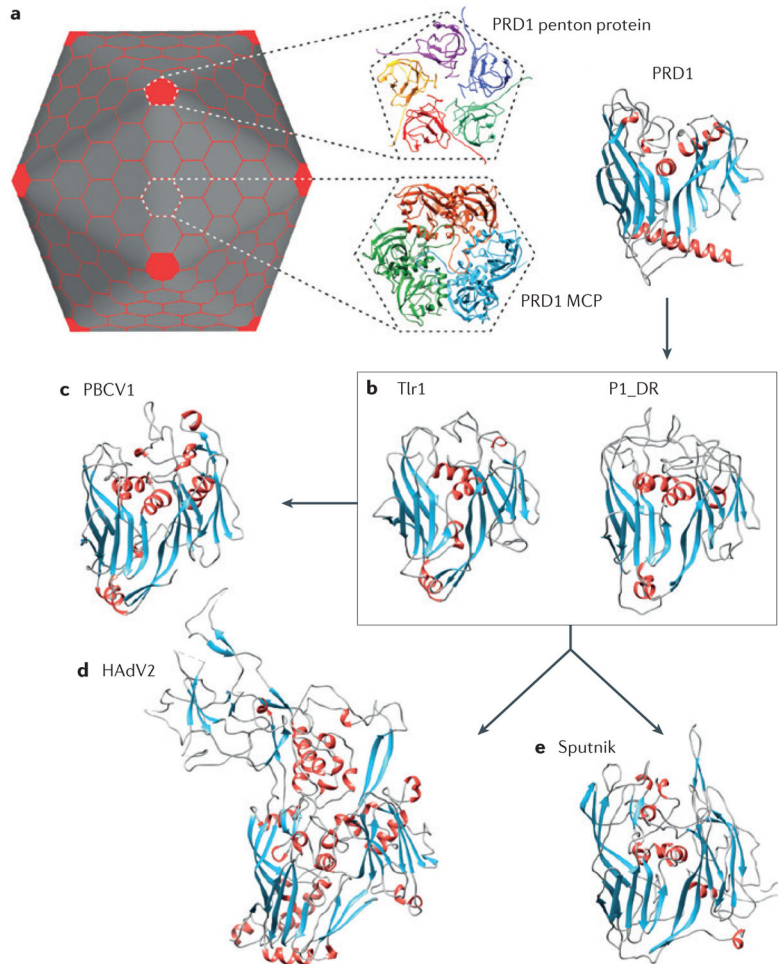 a
PRD1 penton protein
PRD1
PRD1 MCP
c PBCV1
b Tlr1
P1_DR
d HAdV2
e Sputnik